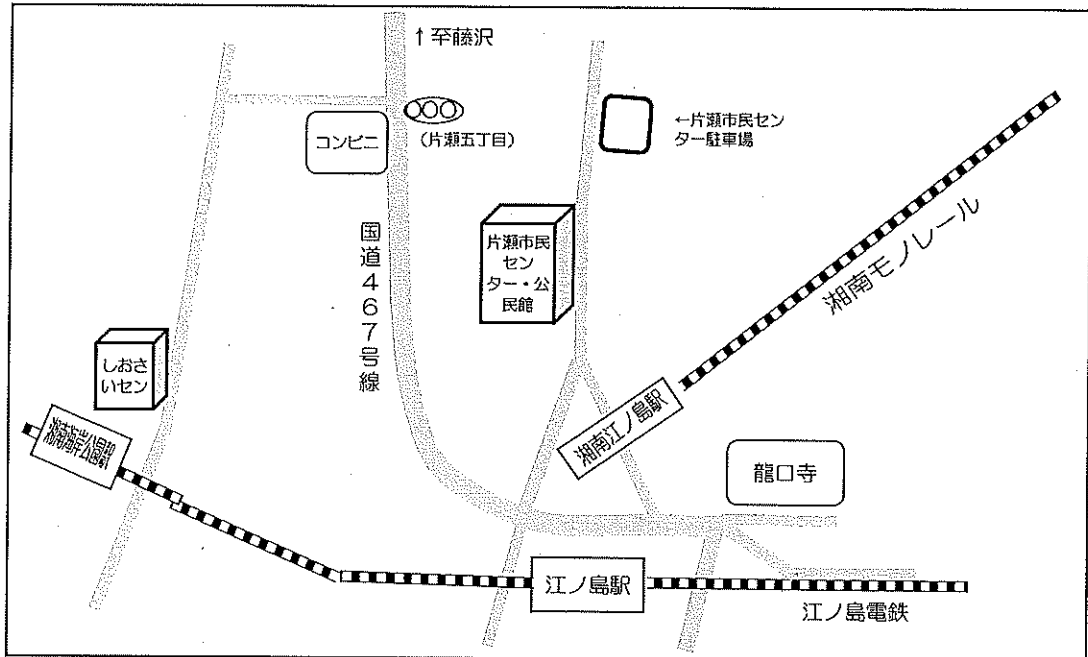 ↑至藤沢
コンビニ
(片瀬五丁目)
←片瀬市民セン
ター駐車場
国道467号線
片瀬市民
セン
ター・公
民館
湘南モノレール
しおさ
いセン
湘南海岸公園駅
湘南江ノ島駅
龍口寺
江ノ島駅
江ノ島電鉄